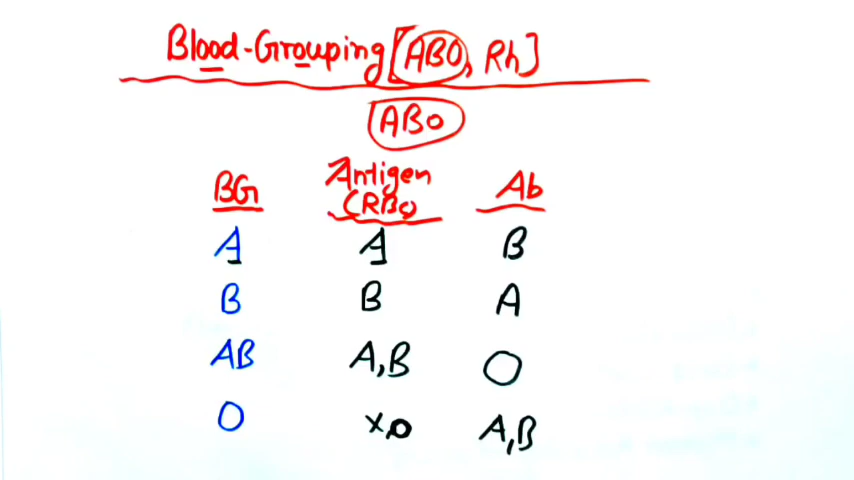 Blood-Grouping [ABO, Rh]
ABO
BG Antigen Ab
(RBC)
A A B
B B A
AB A,B O
O x,o A,B